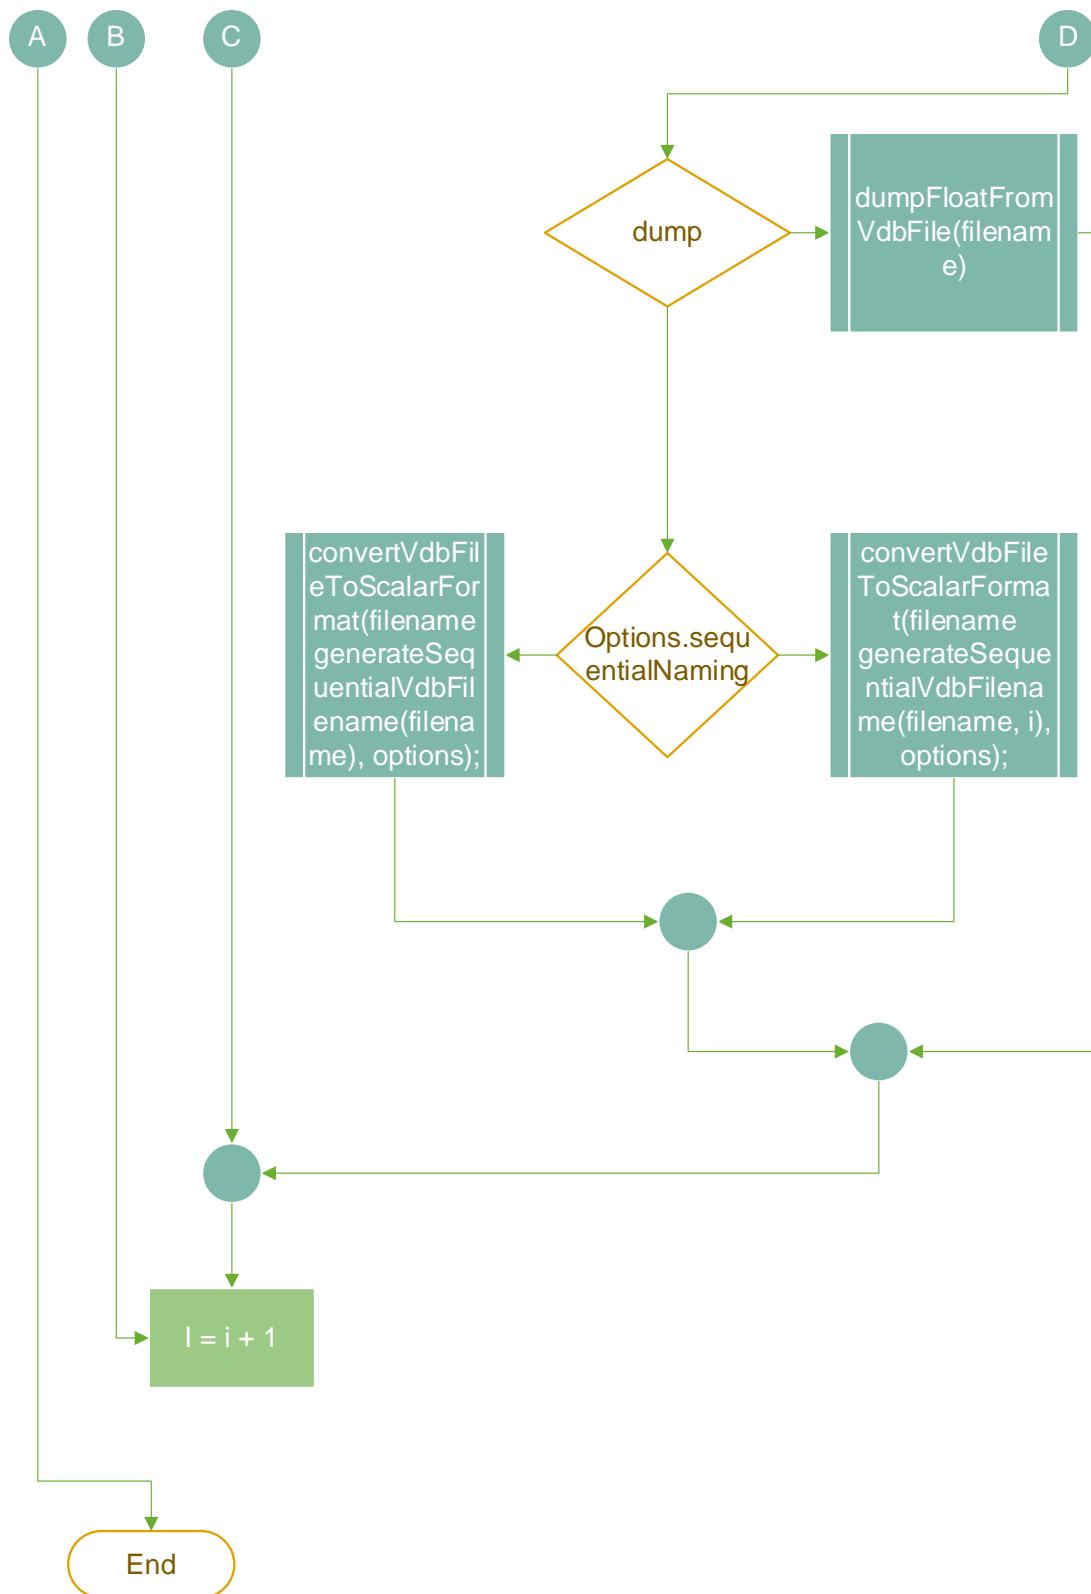 A
B
C
D
dump
dumpFloatFrom
VdbFile(filenam
e)
convertVdbFil
eToScalarFor
mat(filename
generateSeq
uentialVdbFil
ename(filena
me), options);
Options.sequ
entialNaming
convertVdbFile
ToScalarForma
t(filename
generateSeque
ntialVdbFilena
me(filename, i),
options);
I = i + 1
End